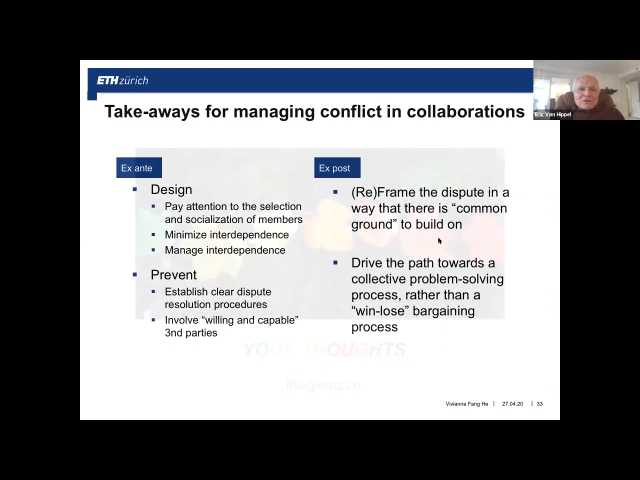 ETH zürich
Take-aways for managing conflict in collaborations
Eric Von Hippel
Ex ante
Design
Pay attention to the selection
and socialization of members
Minimize interdependence
Manage interdependence
Prevent
Establish clear dispute
resolution procedures
Involve “willing and capable”
3nd parties
Ex post
(Re)Frame the dispute in a
way that there is “common
ground” to build on
Drive the path towards a
collective problem-solving
process, rather than a
“win-lose” bargaining
process
YOUR THOUGHTS
Vivianna Fang He | 27.04.20 | 33